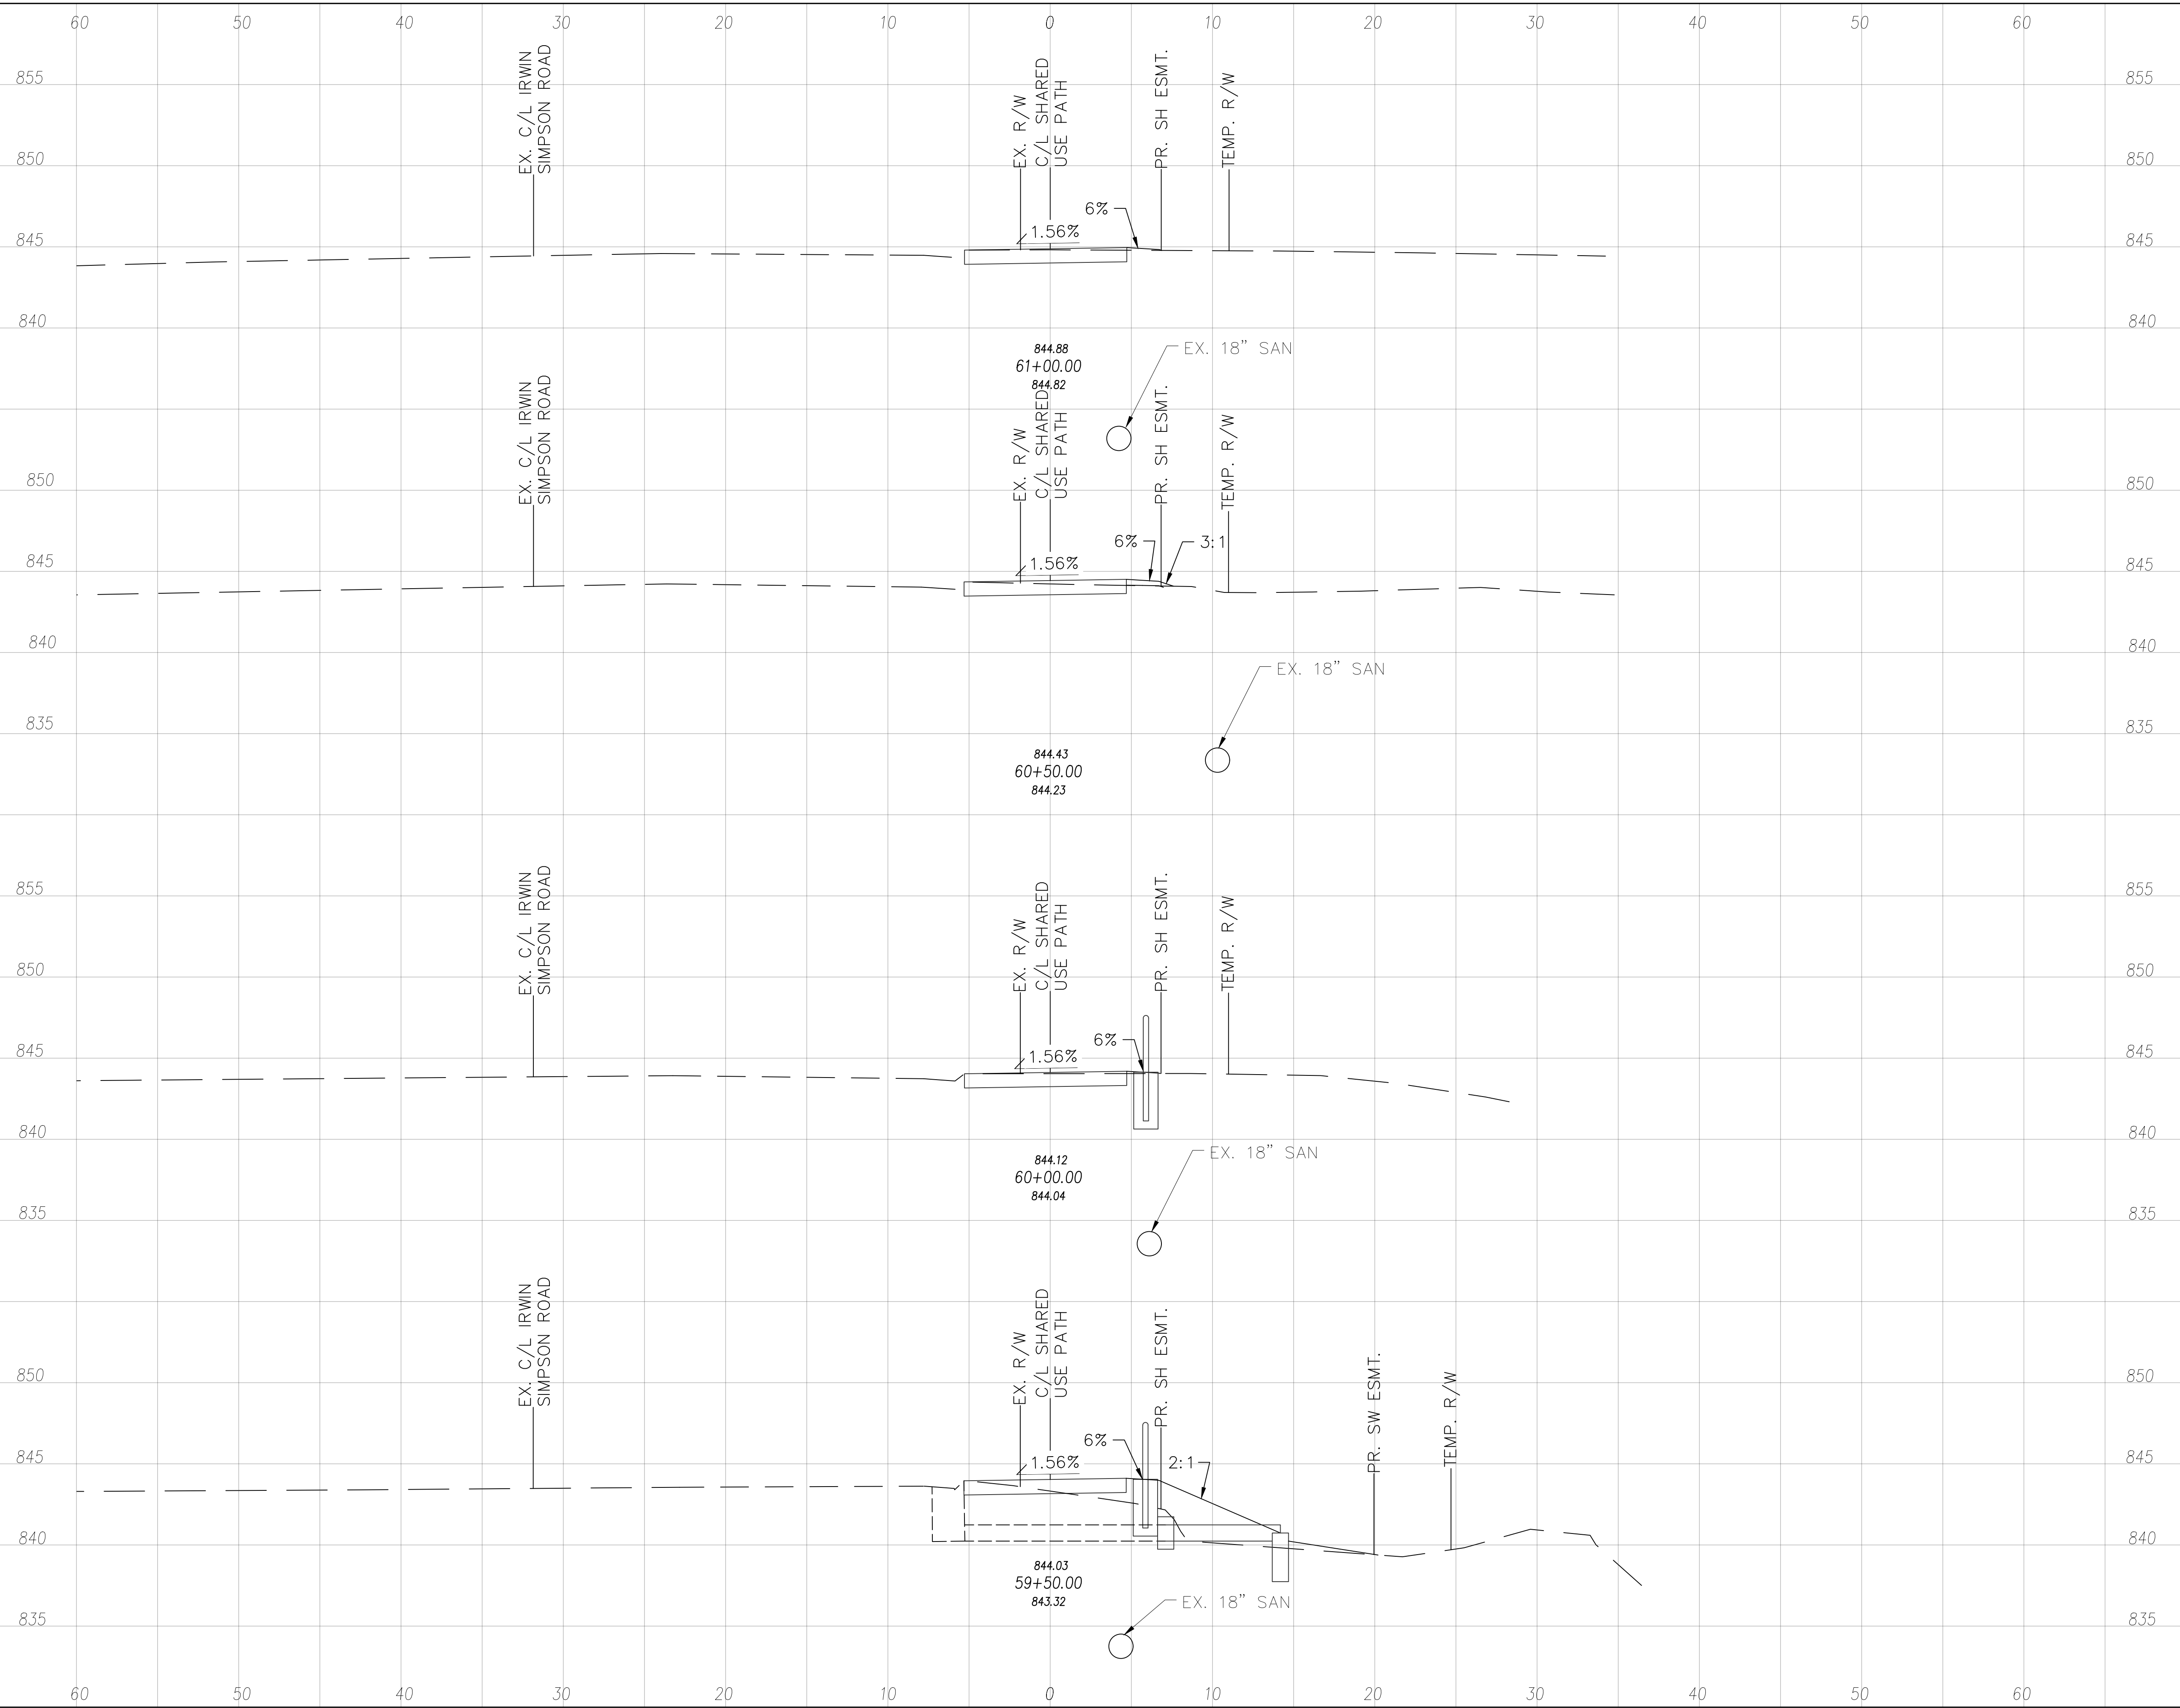 60 50 40 30 20 10 0 10 20 30 40 50 60
EX. C/L IRWIN
SIMPSON ROAD
EX. R/W
C/L SHARED
USE PATH
PR. SH ESMT.
TEMP. R/W
855 855
850 850
6%
1.56%
845 845
840 840
844.88
61+00.00
844.82
EX. 18" SAN
EX. C/L IRWIN
SIMPSON ROAD
EX. R/W
C/L SHARED
USE PATH
PR. SH ESMT.
TEMP. R/W
850 850
6%
3:1
1.56%
845 845
840 840
EX. 18" SAN
835 835
844.43
60+50.00
844.23
EX. C/L IRWIN
SIMPSON ROAD
EX. R/W
C/L SHARED
USE PATH
PR. SH ESMT.
TEMP. R/W
855 855
850 850
6%
1.56%
845 845
840 840
844.12
60+00.00
844.04
EX. 18" SAN
835 835
EX. C/L IRWIN
SIMPSON ROAD
EX. R/W
C/L SHARED
USE PATH
PR. SH ESMT.
PR. SW ESMT.
TEMP. R/W
850 850
6%
1.56%
2:1
845 845
840 840
844.03
59+50.00
843.32
EX. 18" SAN
835 835
60 50 40 30 20 10 0 10 20 30 40 50 60